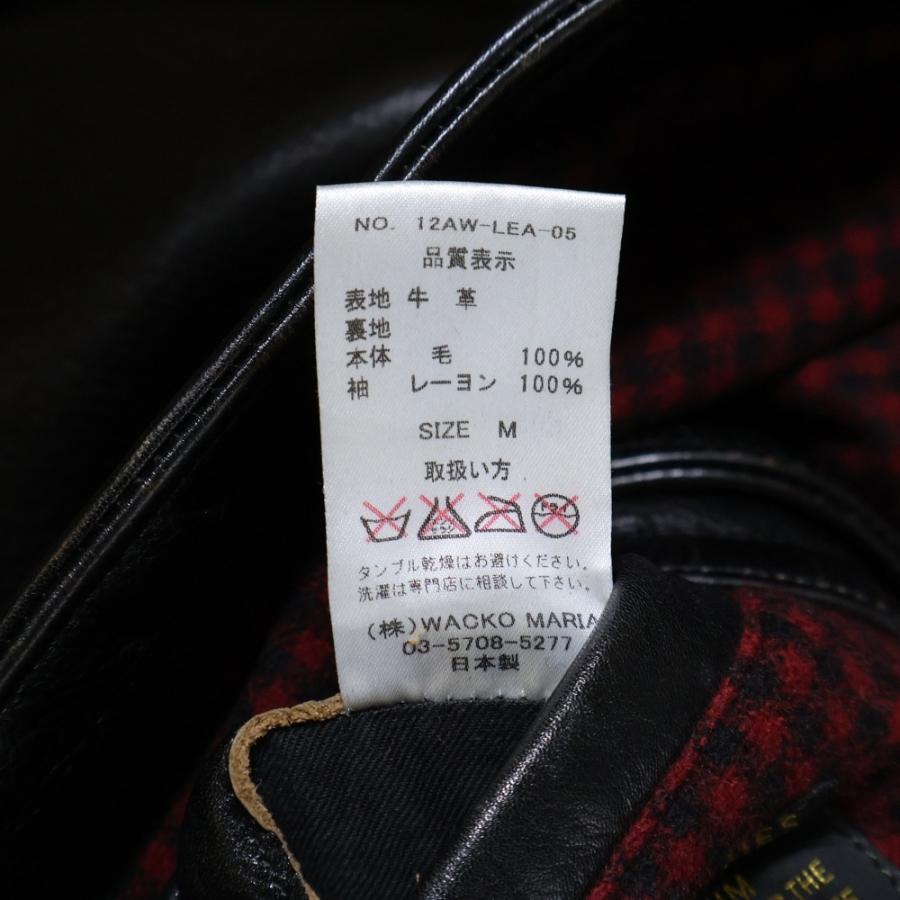 NO. 12AW-LEA-05
品質表示
表地 牛 革
裏地
本体 毛 100%
袖 レーヨン 100%
SIZE M
取扱い方
タンブル乾燥はお避けください。
洗濯は専門店に相談して下さい。
(株)WACKO MARIA
03-5708-5277
日本製
THE